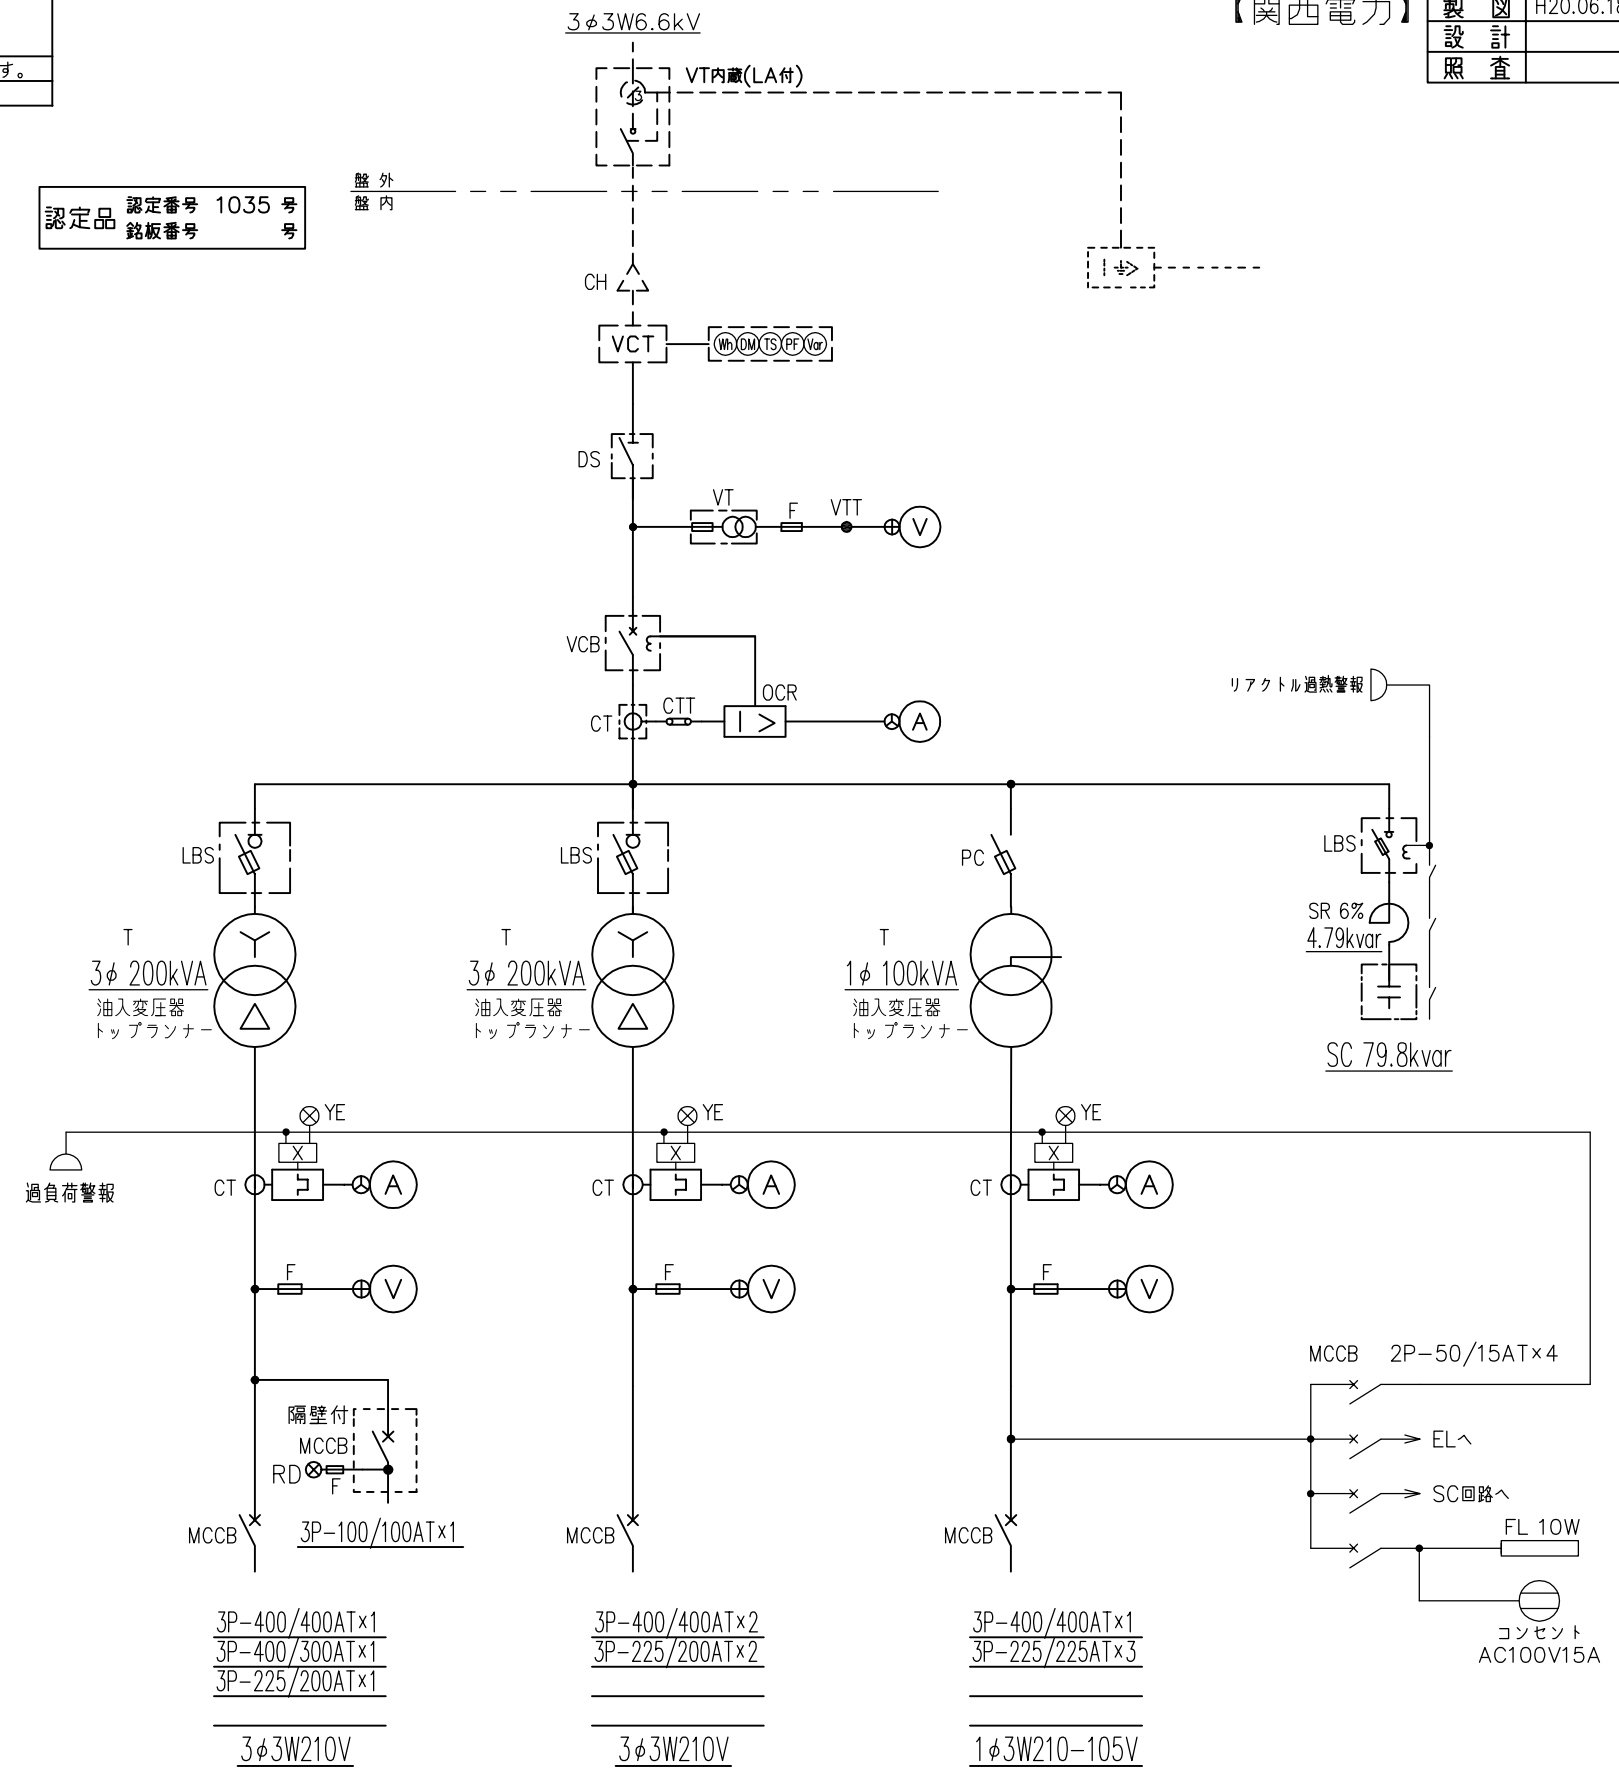 3φ3W6.6kV
【関西電力】
製 図 H20.06.18
設 計
照 査
す。
VT内蔵(LA付)
3
盤 外
盤 内
認定品
認定番号 1035 号
銘板番号 号
I
CH
VCT
Wh DM TS PF Var
DS
VT
F
VTT
V
VCB
OCR
CT
CTT
I >
A
リアクトル過熱警報
LBS
LBS
PC
LBS
SR 6%
4.79kvar
SC 79.8kvar
T
3φ 200kVA
油入変圧器
トップランナー
T
3φ 200kVA
油入変圧器
トップランナー
T
1φ 100kVA
油入変圧器
トップランナー
YE
YE
YE
X
X
X
過負荷警報
CT
A
CT
A
CT
A
F
V
F
V
F
V
MCCB 2P-50/15AT×4
ELへ
SC回路へ
FL 10W
コンセント
AC100V15A
隔壁付
MCCB
RD
F
3P-100/100AT×1
MCCB
MCCB
MCCB
3P-400/400AT×1
3P-400/300AT×1
3P-225/200AT×1
3φ3W210V
3P-400/400AT×2
3P-225/200AT×2
3φ3W210V
3P-400/400AT×1
3P-225/225AT×3
1φ3W210-105V